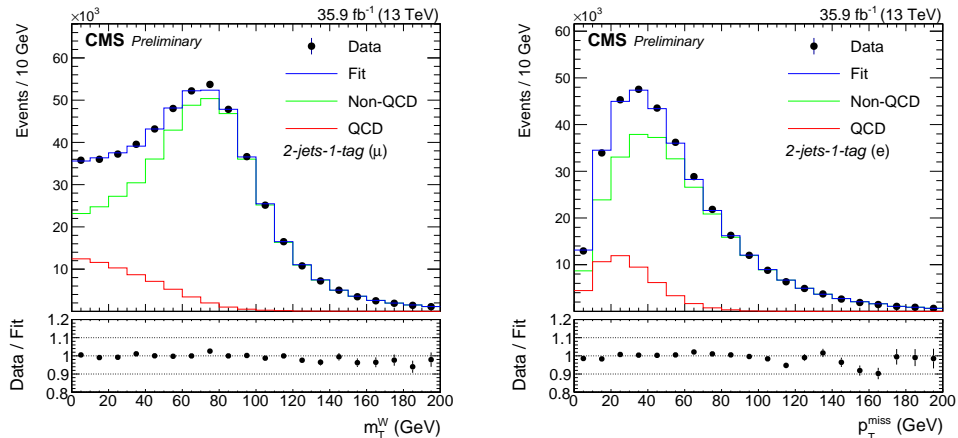 ×10³ 35.9 fb⁻¹ (13 TeV)
CMS Preliminary
Data
Fit
Non-QCD
QCD
2-jets-1-tag (μ)
Events / 10 GeV
60
50
40
30
20
10
1.2
1.1
1
0.9
0.8
Data / Fit
0 20 40 60 80 100 120 140 160 180 200
m_T^W (GeV)
×10³ 35.9 fb⁻¹ (13 TeV)
CMS Preliminary
Data
Fit
Non-QCD
QCD
2-jets-1-tag (e)
Events / 10 GeV
60
50
40
30
20
10
1.2
1.1
1
0.9
0.8
Data / Fit
0 20 40 60 80 100 120 140 160 180 200
p_T^miss (GeV)